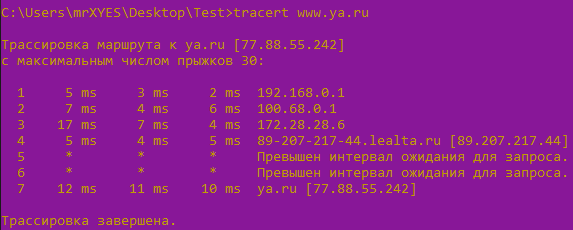 C:\Users\mrXYES\Desktop\Test>tracert www.ya.ru
Трассировка маршрута к ya.ru [77.88.55.242]
с максимальным числом прыжков 30:
1 5 ms 3 ms 2 ms 192.168.0.1
2 7 ms 4 ms 6 ms 100.68.0.1
3 17 ms 7 ms 4 ms 172.28.28.6
4 5 ms 4 ms 5 ms 89-207-217-44.lealta.ru [89.207.217.44]
5 * * * Превышен интервал ожидания для запроса.
6 * * * Превышен интервал ожидания для запроса.
7 12 ms 11 ms 10 ms ya.ru [77.88.55.242]
Трассировка завершена.